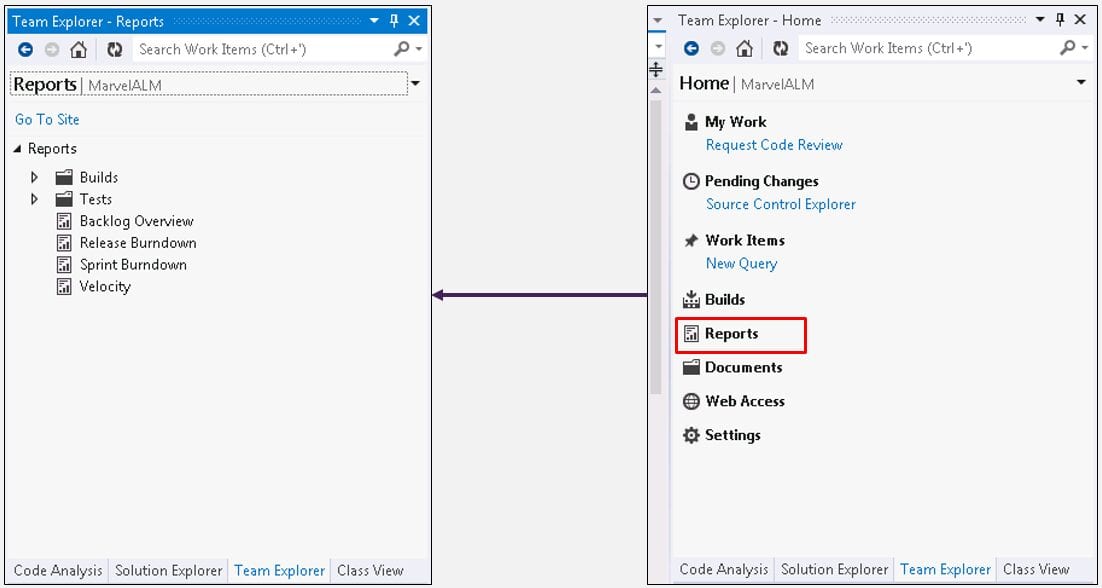 Team Explorer - Reports
Search Work Items (Ctrl+')
Reports | MarvelALM
Go To Site
Reports
Builds
Tests
Backlog Overview
Release Burndown
Sprint Burndown
Velocity
Code Analysis Solution Explorer Team Explorer Class View
Team Explorer - Home
Search Work Items (Ctrl+')
Home | MarvelALM
My Work
Request Code Review
Pending Changes
Source Control Explorer
Work Items
New Query
Builds
Reports
Documents
Web Access
Settings
Code Analysis Solution Explorer Team Explorer Class View